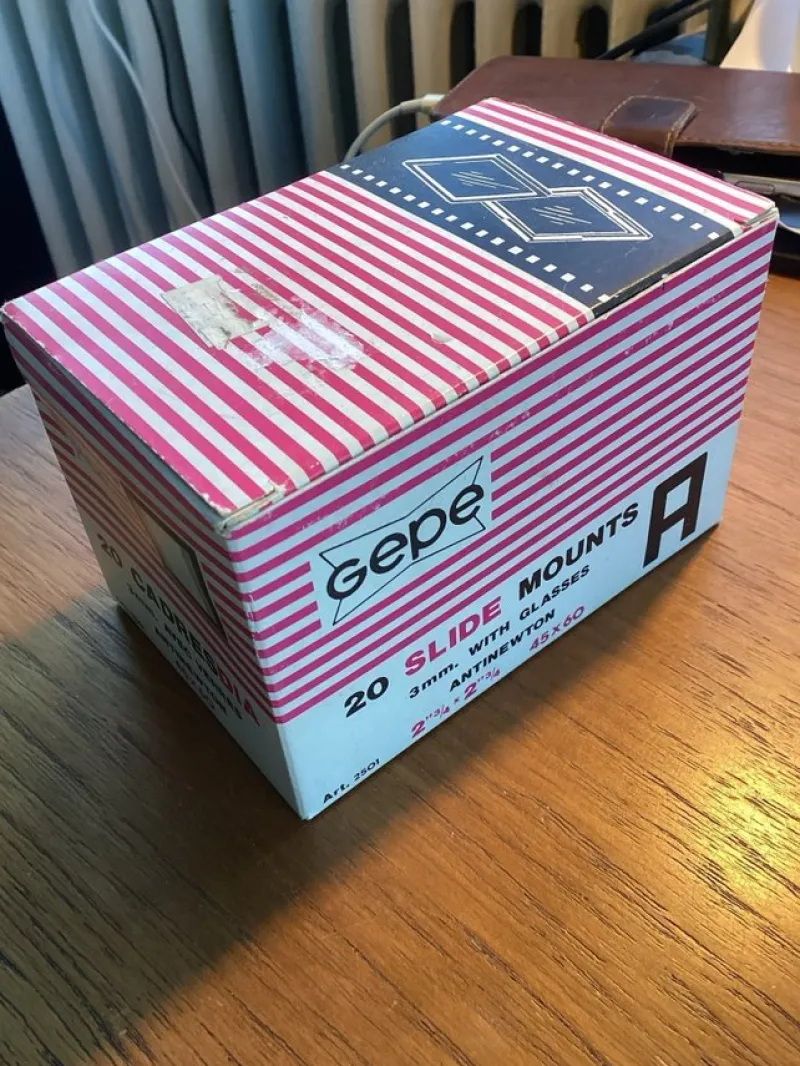 Gepe
20 SLIDE MOUNTS
3mm. WITH GLASSES
ANTINEWTON
2"3/4 x 2"3/4 45x60
A
Art. 2501
20 CADRES DIA